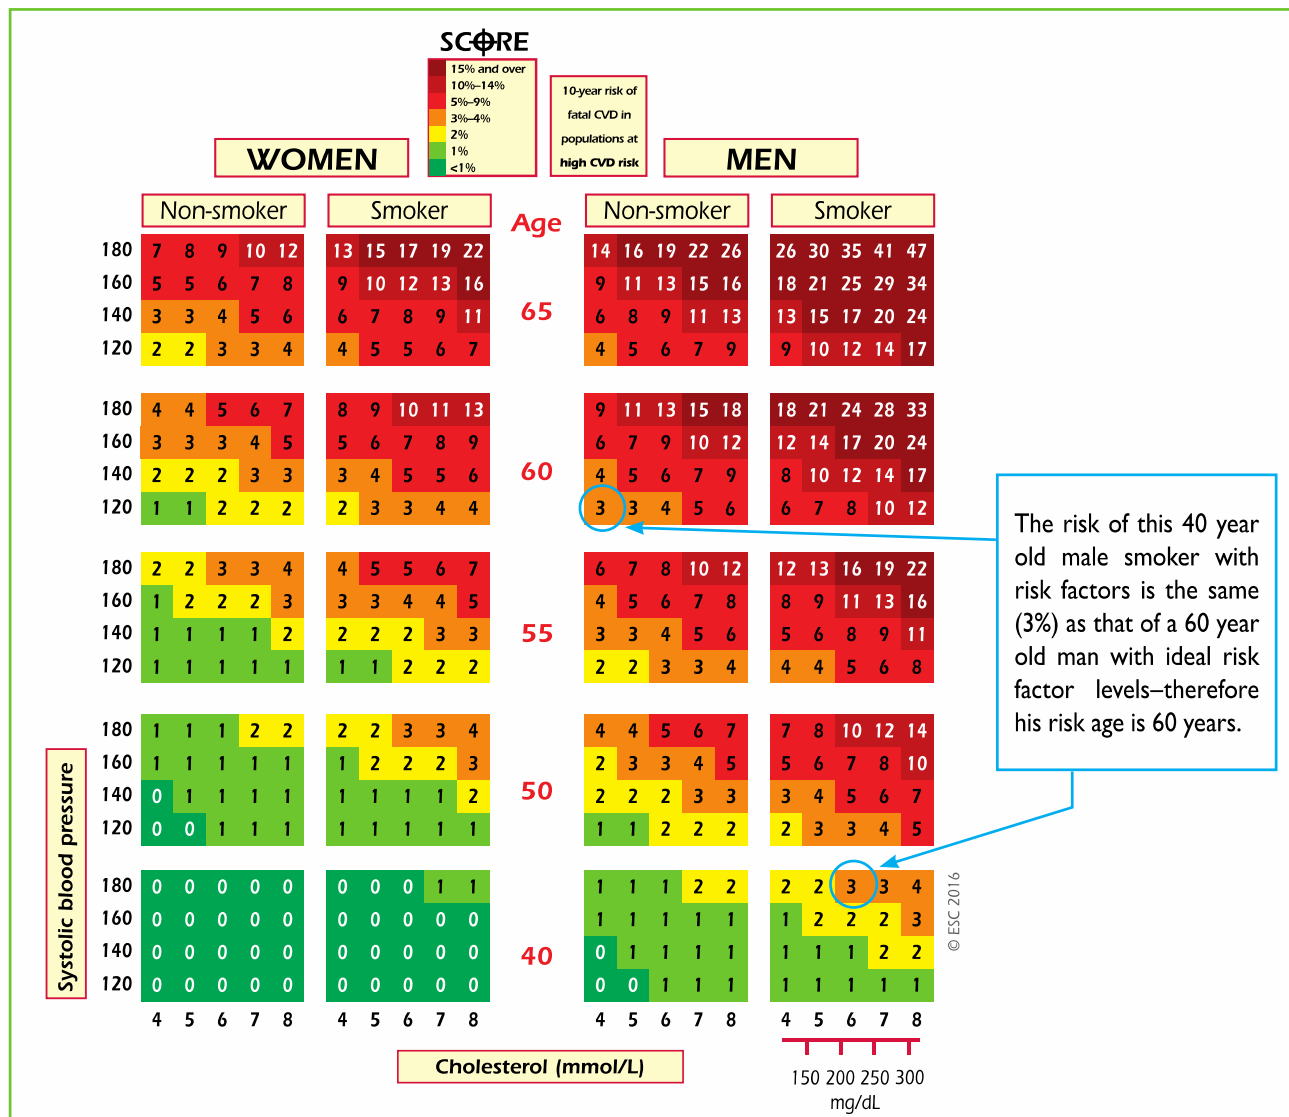 SCORE
15% and over
10%–14%
5%–9%
3%–4%
2%
1%
<1%
10-year risk of
fatal CVD in
populations at
high CVD risk
WOMEN
MEN
Non-smoker
Smoker
Age
Non-smoker
Smoker
180 7 8 9 10 12 13 15 17 19 22 14 16 19 22 26 26 30 35 41 47
160 5 5 6 7 8 9 10 12 13 16 9 11 13 15 16 18 21 25 29 34
140 3 3 4 5 6 6 7 8 9 11 65 6 8 9 11 13 13 15 17 20 24
120 2 2 3 3 4 4 5 5 6 7 4 5 6 7 9 9 10 12 14 17
180 4 4 5 6 7 8 9 10 11 13 9 11 13 15 18 18 21 24 28 33
160 3 3 3 4 5 5 6 7 8 9 6 7 9 10 12 12 14 17 20 24
140 2 2 2 3 3 3 4 5 5 6 60 4 5 6 7 9 8 10 12 14 17
120 1 1 2 2 2 2 3 3 4 4 3 3 4 5 6 6 7 8 10 12
180 2 2 3 3 4 4 5 5 6 7 6 7 8 10 12 12 13 16 19 22
160 1 2 2 2 3 3 3 4 4 5 4 5 6 7 8 8 9 11 13 16
140 1 1 1 1 2 2 2 2 3 3 55 3 3 4 5 6 5 6 8 9 11
120 1 1 1 1 1 1 1 2 2 2 2 2 3 3 4 4 4 5 6 8
180 1 1 1 2 2 2 2 3 3 4 4 4 5 6 7 7 8 10 12 14
160 1 1 1 1 1 1 2 2 2 3 2 3 3 4 5 5 6 7 8 10
140 0 1 1 1 1 1 1 1 1 2 50 2 2 2 3 3 3 4 5 6 7
120 0 0 1 1 1 1 1 1 1 1 1 1 2 2 2 2 3 3 4 5
180 0 0 0 0 0 0 0 0 1 1 1 1 1 2 2 2 2 3 3 4
160 0 0 0 0 0 0 0 0 0 0 1 1 1 1 1 1 2 2 2 3
140 0 0 0 0 0 0 0 0 0 0 40 0 1 1 1 1 1 1 1 2 2
120 0 0 0 0 0 0 0 0 0 0 0 0 1 1 1 1 1 1 1 1
4 5 6 7 8 4 5 6 7 8 4 5 6 7 8 4 5 6 7 8
Systolic blood pressure
Cholesterol (mmol/L)
150 200 250 300
mg/dL
© ESC 2016
The risk of this 40 year
old male smoker with
risk factors is the same
(3%) as that of a 60 year
old man with ideal risk
factor levels–therefore
his risk age is 60 years.